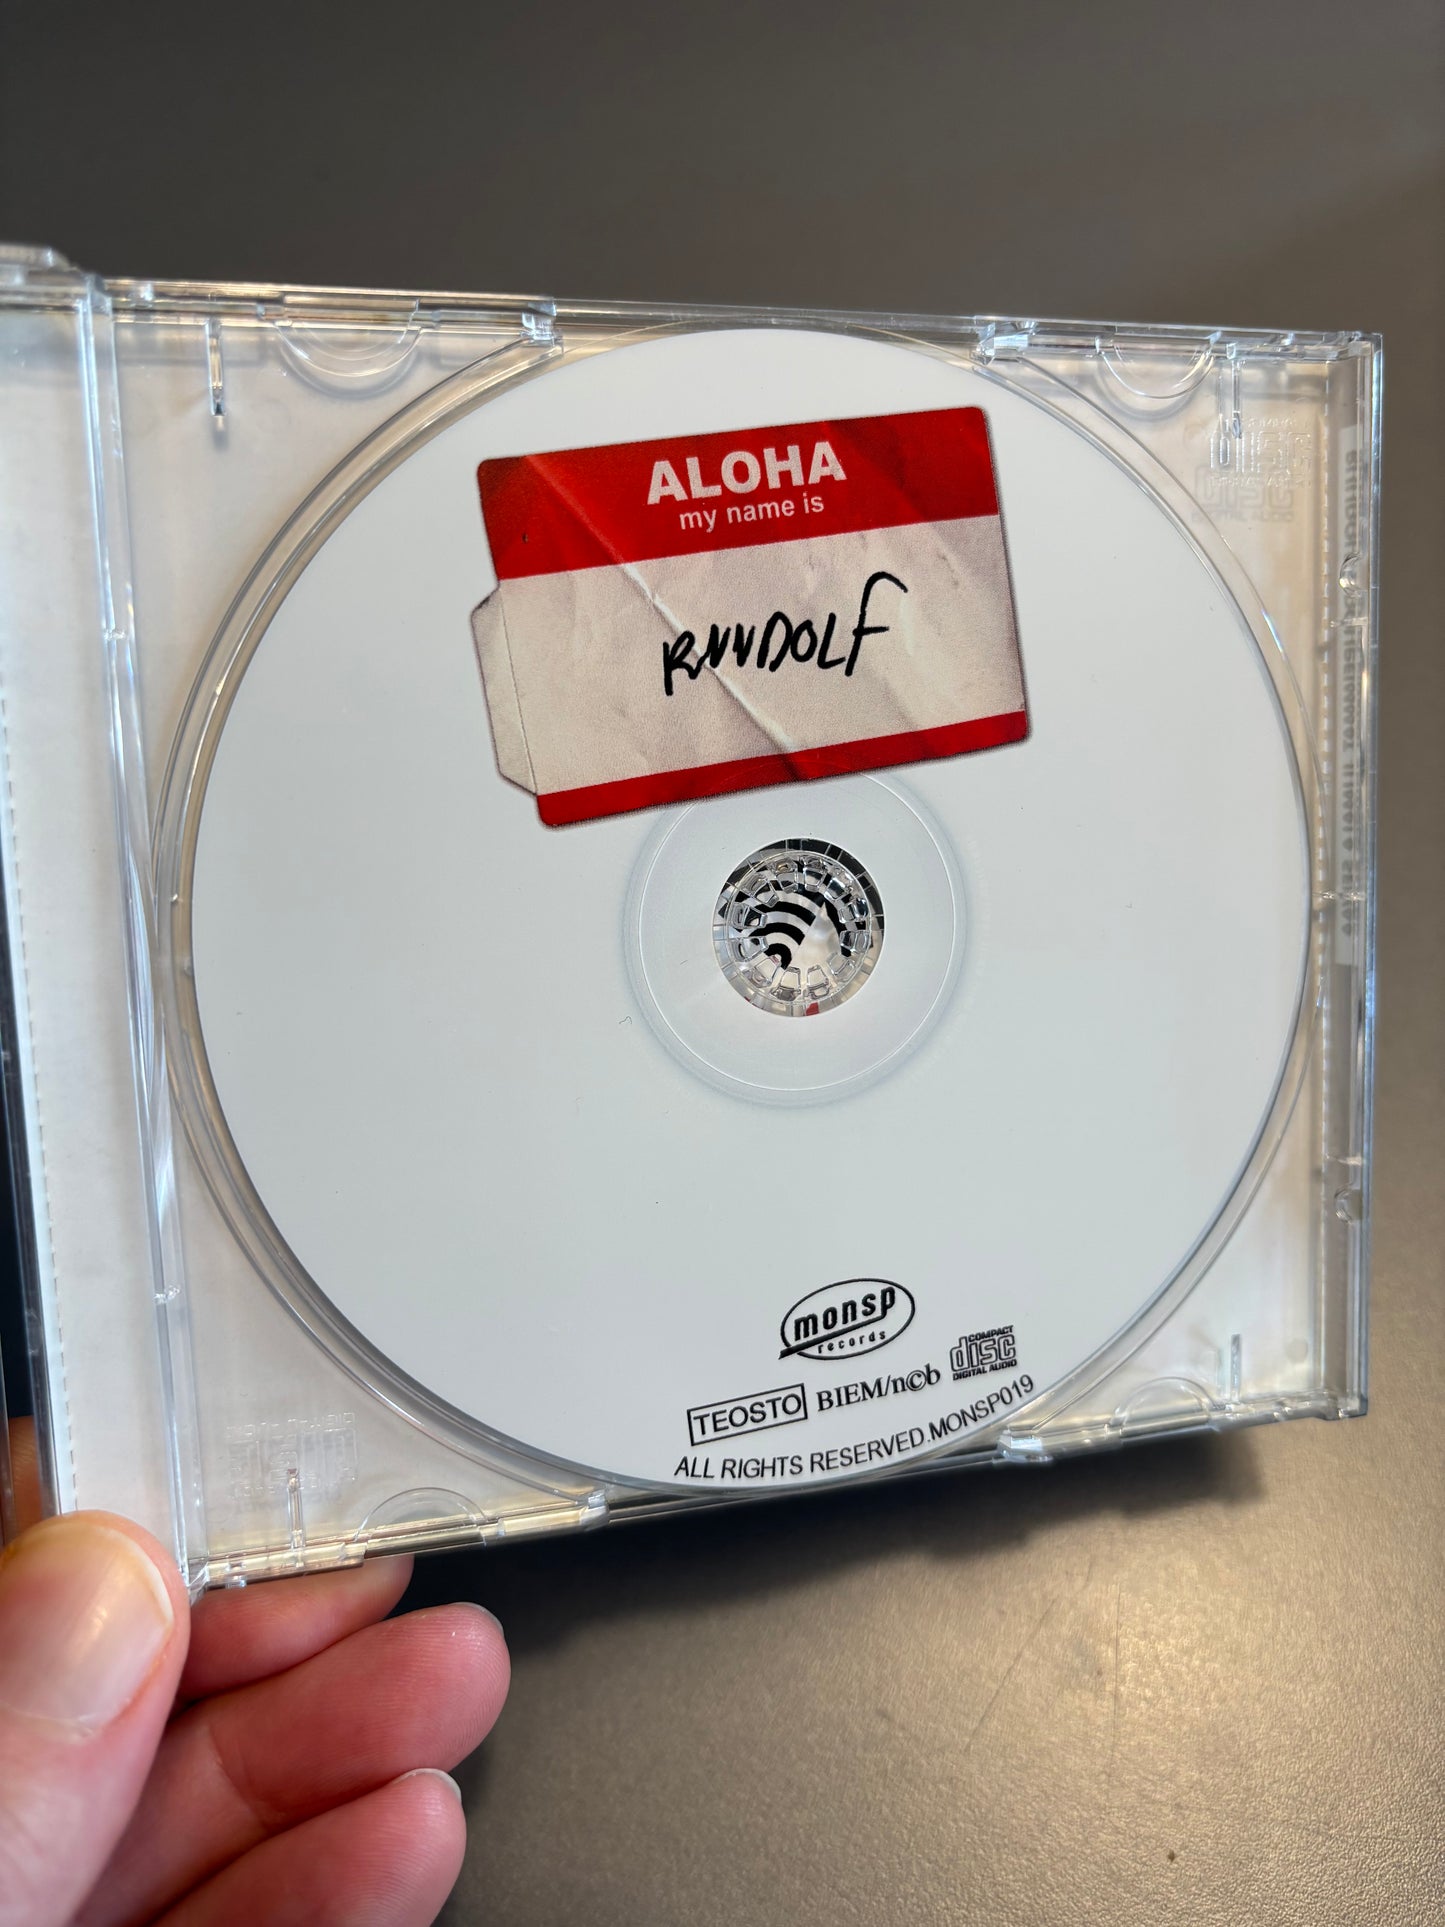 ALOHA
my name is
RUUDOLF
monsp
records
COMPACT
disc
DIGITAL AUDIO
TEOSTO BIEM/n©b
ALL RIGHTS RESERVED.MONSP019